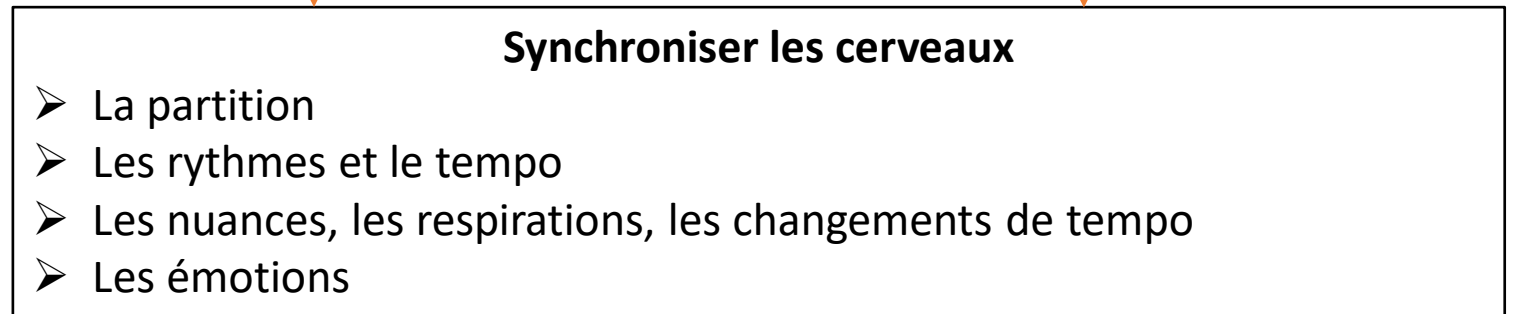 Synchroniser les cerveaux
➢ La partition
➢ Les rythmes et le tempo
➢ Les nuances, les respirations, les changements de tempo
➢ Les émotions